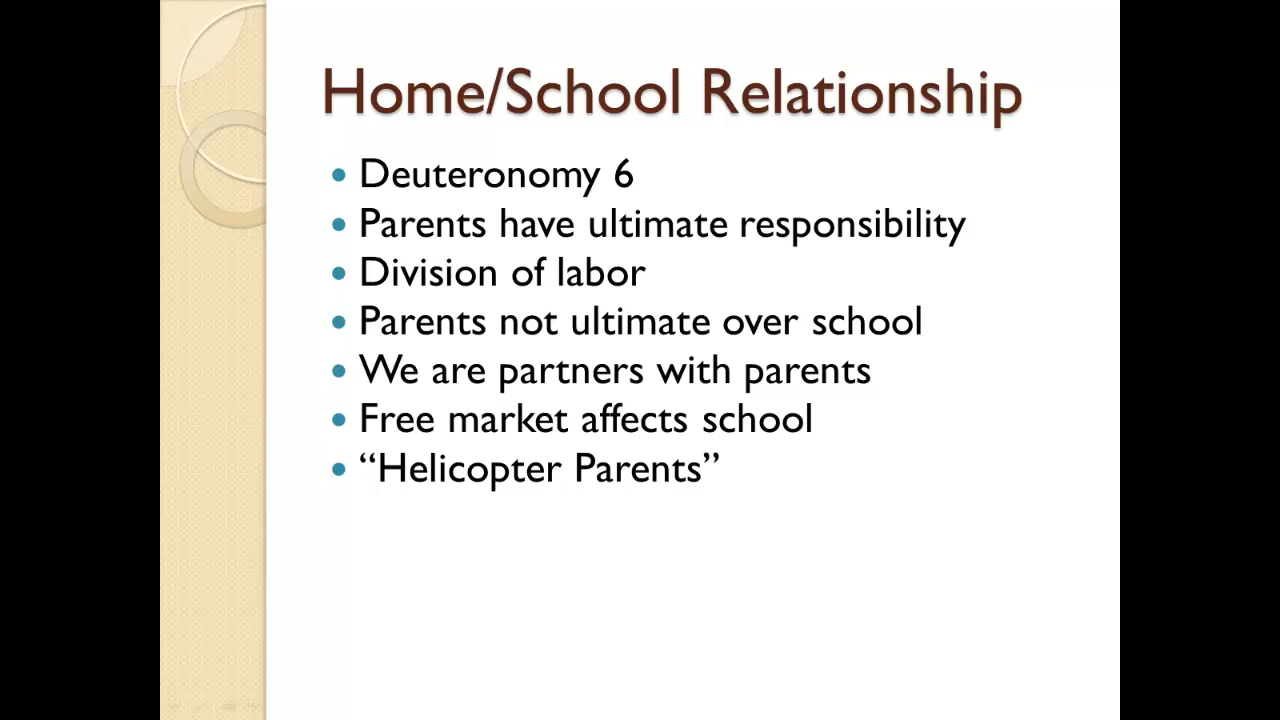 Home/School Relationship
• Deuteronomy 6
• Parents have ultimate responsibility
• Division of labor
• Parents not ultimate over school
• We are partners with parents
• Free market affects school
• “Helicopter Parents”